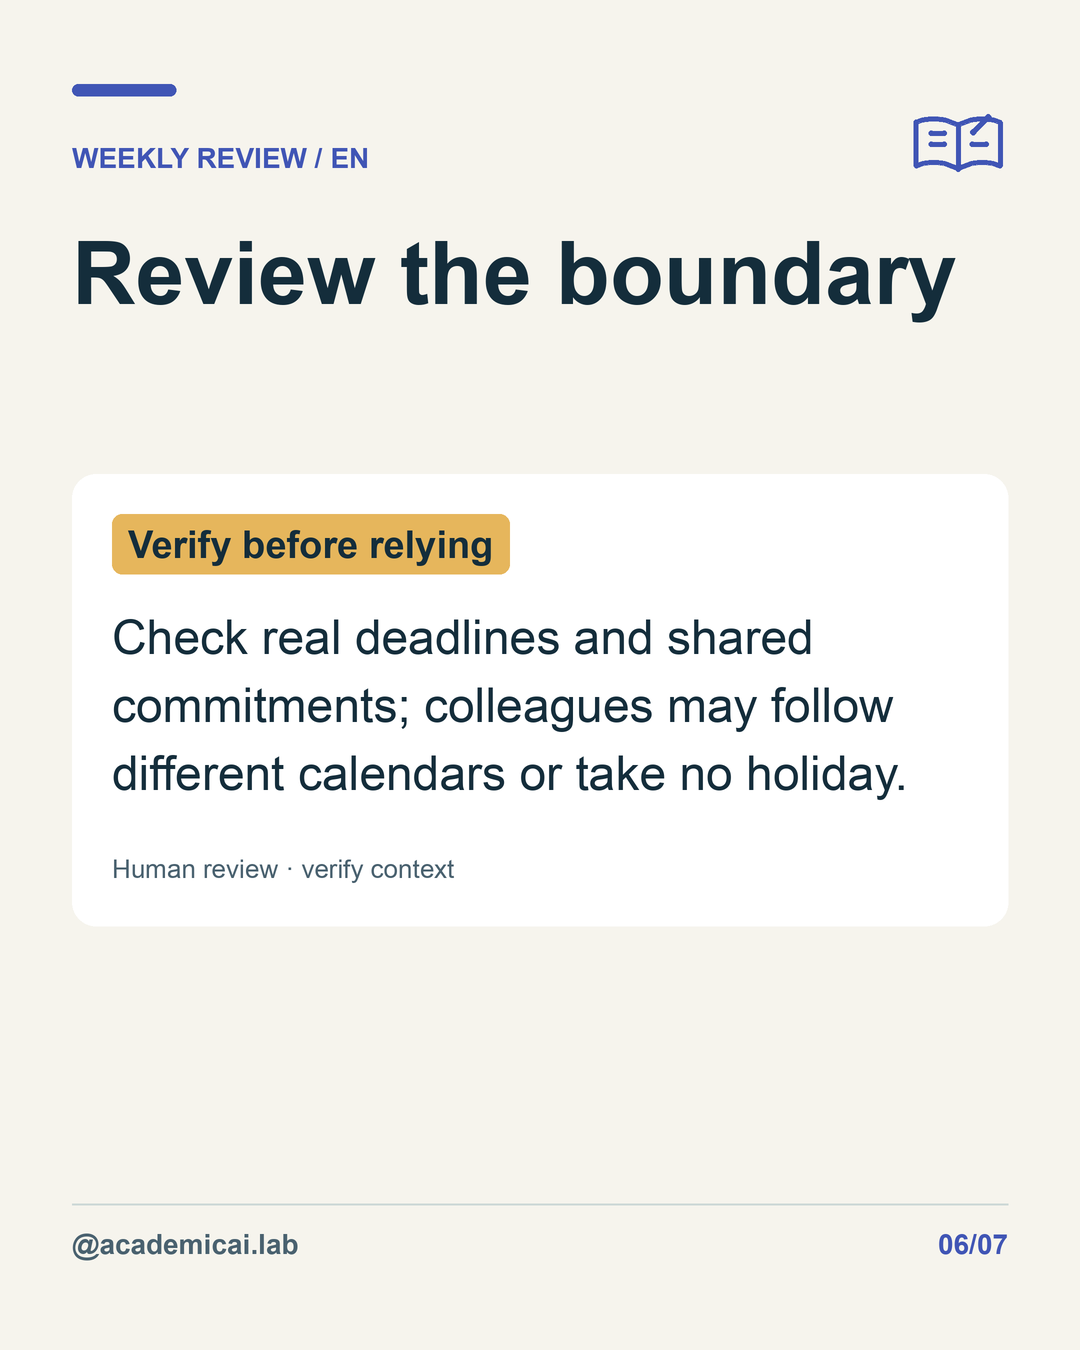 WEEKLY REVIEW / EN
Review the boundary
Verify before relying
Check real deadlines and shared
commitments; colleagues may follow
different calendars or take no holiday.
Human review · verify context
@academicai.lab
06/07